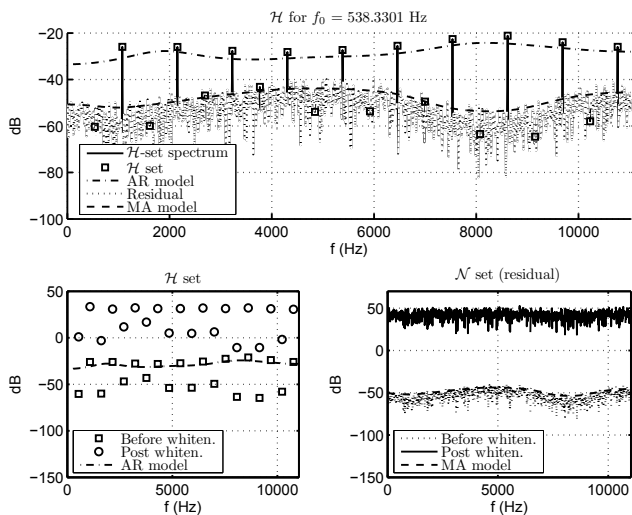 𝓗 for f₀ = 538.3301 Hz
−20
−40
−60
−80
−100
dB
𝓗-set spectrum
𝓗 set
AR model
Residual
MA model
0 2000 4000 6000 8000 10000
f (Hz)
𝓗 set
50
0
−50
−100
−150
dB
Before whiten.
Post whiten.
AR model
0 5000 10000
f (Hz)
𝓝 set (residual)
50
0
−50
−100
−150
dB
Before whiten.
Post whiten.
MA model
0 5000 10000
f (Hz)